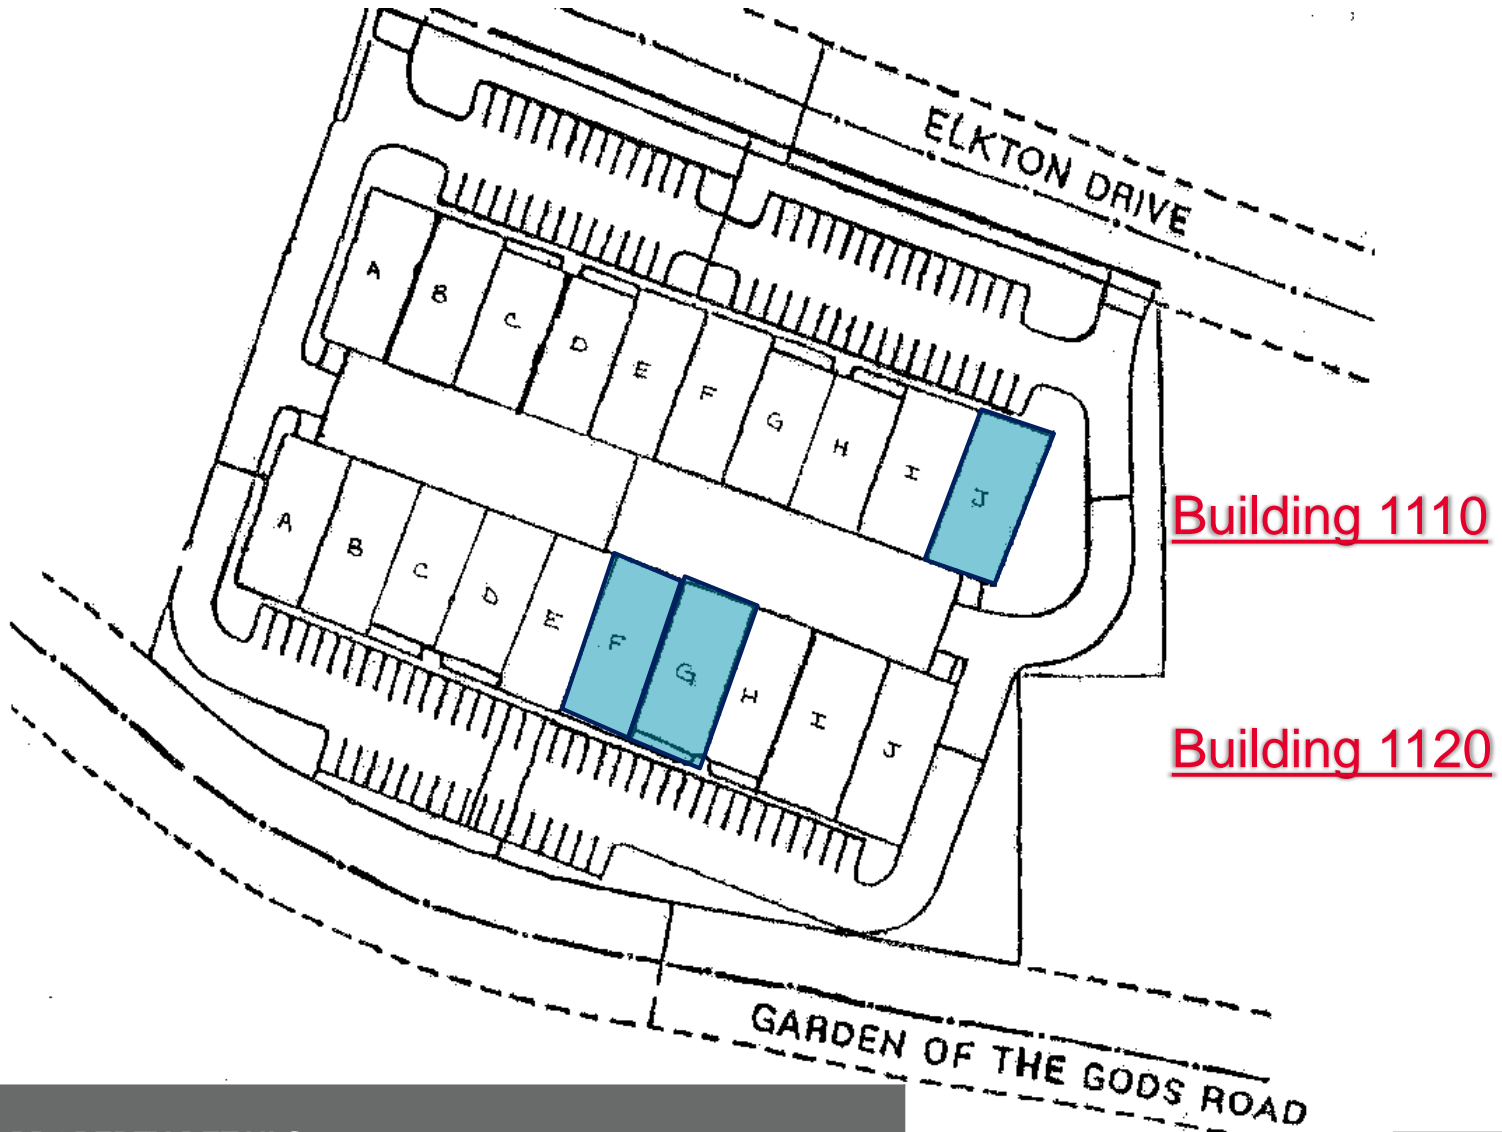 ELKTON DRIVE
A
B
C
D
E
F
G
H
I
J
Building 1110
A
B
C
D
E
F
G
H
I
J
Building 1120
GARDEN OF THE GODS ROAD